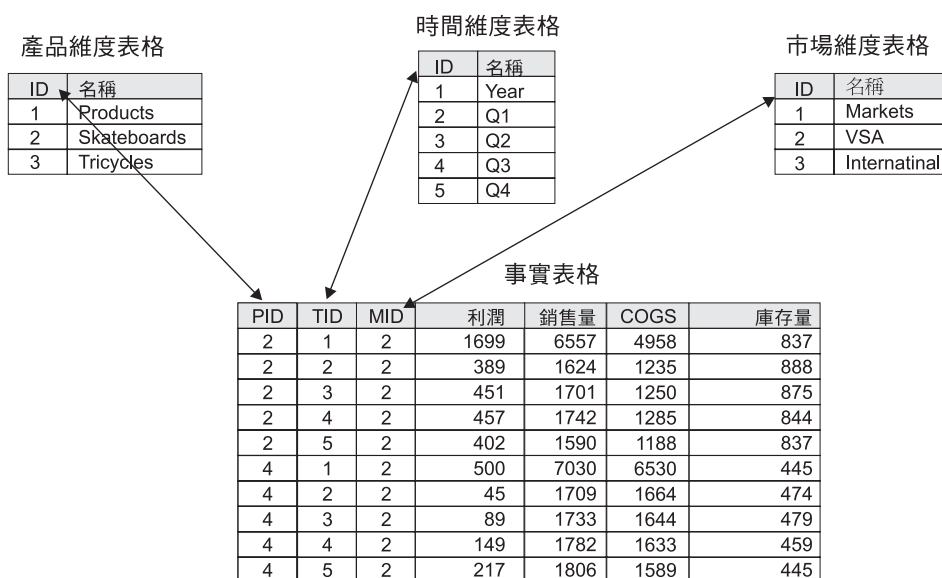 產品維度表格
ID 名稱
1 Products
2 Skateboards
3 Tricycles
時間維度表格
ID 名稱
1 Year
2 Q1
3 Q2
4 Q3
5 Q4
市場維度表格
ID 名稱
1 Markets
2 VSA
3 Internatinal
事實表格
PID TID MID 利潤 銷售量 COGS 庫存量
2 1 2 1699 6557 4958 837
2 2 2 389 1624 1235 888
2 3 2 451 1701 1250 875
2 4 2 457 1742 1285 844
2 5 2 402 1590 1188 837
4 1 2 500 7030 6530 445
4 2 2 45 1709 1664 474
4 3 2 89 1733 1644 479
4 4 2 149 1782 1633 459
4 5 2 217 1806 1589 445